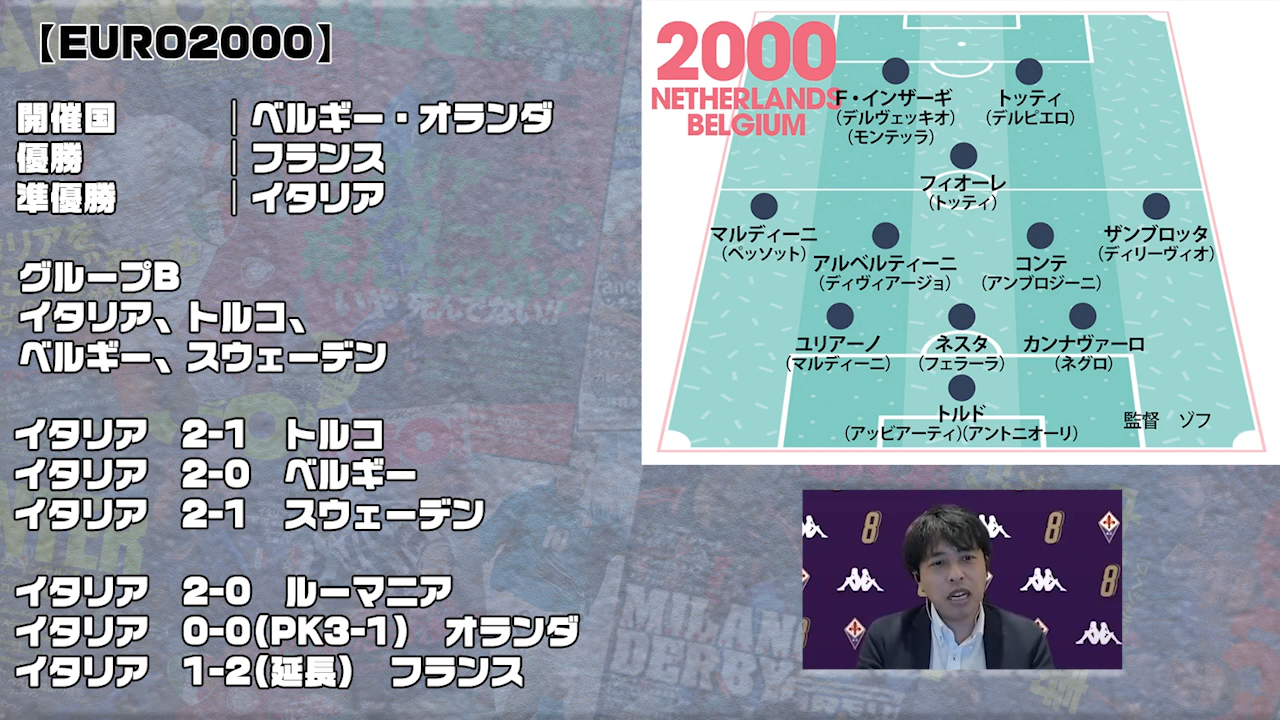 【EURO2000】
開催国 |ベルギー・オランダ
優勝 |フランス
準優勝 |イタリア
グループB
イタリア、トルコ、
ベルギー、スウェーデン
イタリア 2-1 トルコ
イタリア 2-0 ベルギー
イタリア 2-1 スウェーデン
イタリア 2-0 ルーマニア
イタリア 0-0(PK3-1) オランダ
イタリア 1-2(延長) フランス
2000
NETHERLANDS
BELGIUM
F・インザーギ
(デルヴェッキオ)
(モンテッラ)
トッティ
(デルピエロ)
フィオーレ
(トッティ)
マルディーニ
(ペッソット)
ザンブロッタ
(ディリーヴィオ)
アルベルティーニ
(ディヴィアージョ)
コンテ
(アンブロジーニ)
ユリアーノ
(マルディーニ)
ネスタ
(フェラーラ)
カンナヴァーロ
(ネグロ)
トルド
(アッビアーティ)(アントニオーリ)
監督 ゾフ
8
8
Kappa
Kappa
8
MILANO
DERBY